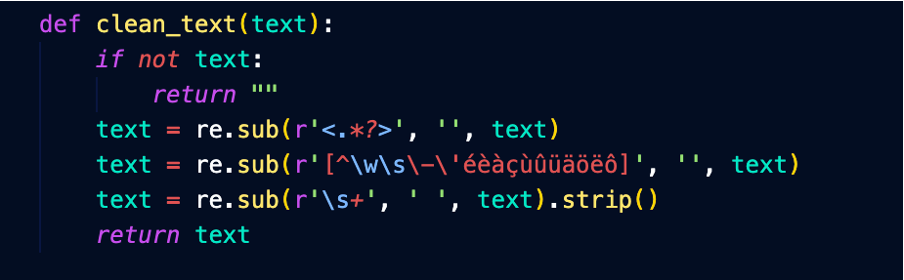 def clean_text(text):
    if not text:
        return ""
    text = re.sub(r'<.*?>', '', text)
    text = re.sub(r'[^\w\s\-\'éèàçùûüäöëô]', '', text)
    text = re.sub(r'\s+', ' ', text).strip()
    return text